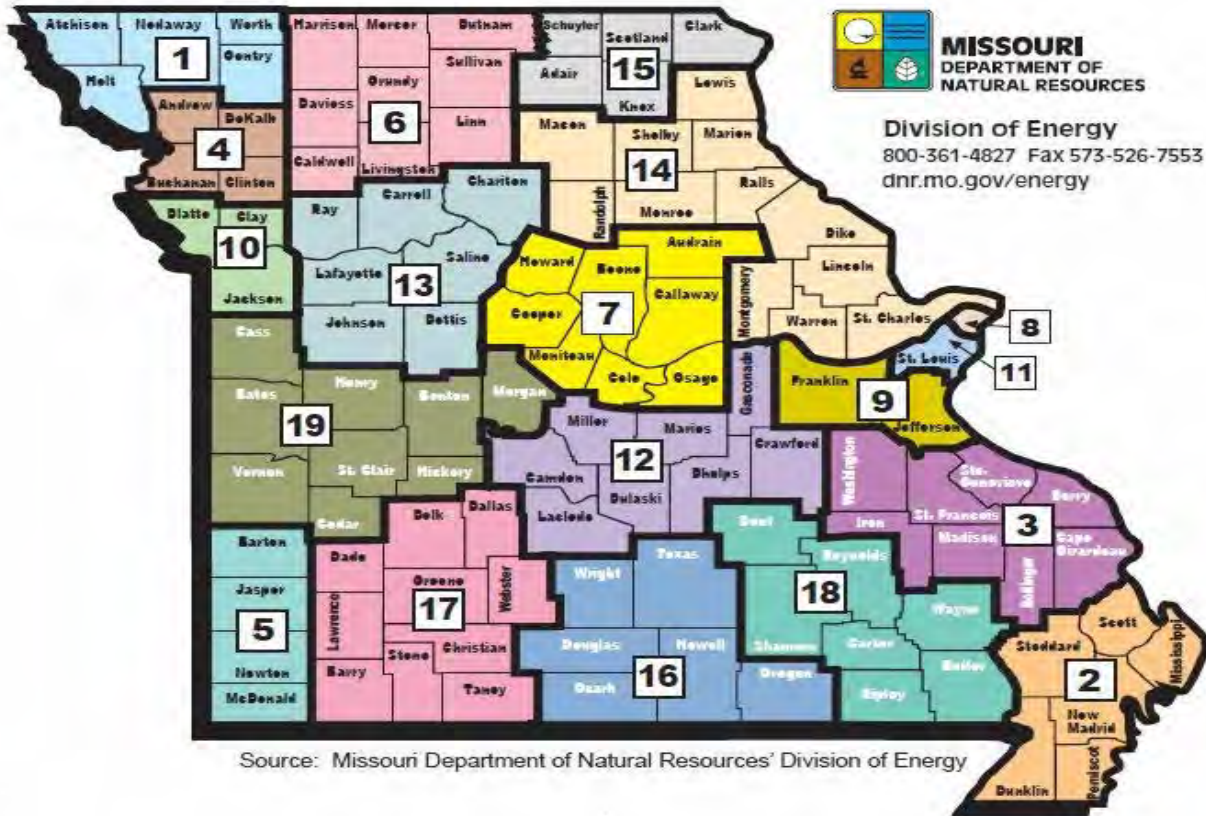 Atchison
Nodaway
Worth
Gentry
Holt
1
Harrison
Mercer
Putnam
Sullivan
Grundy
Daviess
6
Linn
Caldwell
Livingston
Schuyler
Scotland
Clark
15
Adair
Knox
MISSOURI
DEPARTMENT OF
NATURAL RESOURCES
Division of Energy
800-361-4827 Fax 573-526-7553
dnr.mo.gov/energy
Andrew
DeKalb
4
Buchanan
Clinton
Lewis
Macon
Shelby
Marion
14
Ralls
Randolph
Monroe
Pike
Lincoln
Montgomery
Warren
St. Charles
8
Platte
Clay
10
Jackson
Ray
Carroll
Chariton
Lafayette
Saline
13
Johnson
Pettis
Audrain
Howard
Boone
Callaway
Cooper
7
Moniteau
Cole
Osage
St. Louis
11
Franklin
9
Jefferson
Cass
Bates
Henry
Benton
Morgan
19
Vernon
St. Clair
Hickory
Cedar
Gasconade
Miller
Maries
Crawford
12
Camden
Phelps
Pulaski
Laclede
Washington
Ste.
Genevieve
Perry
St. Francois
3
Iron
Madison
Cape
Girardeau
Bollinger
Barton
Jasper
5
Newton
McDonald
Polk
Dallas
Dade
Greene
Webster
17
Lawrence
Christian
Stone
Barry
Taney
Texas
Wright
Douglas
Howell
16
Ozark
Oregon
Dent
Reynolds
18
Wayne
Shannon
Carter
Butler
Ripley
Scott
Stoddard
Mississippi
2
New
Madrid
Pemiscot
Dunklin
Source: Missouri Department of Natural Resources' Division of Energy